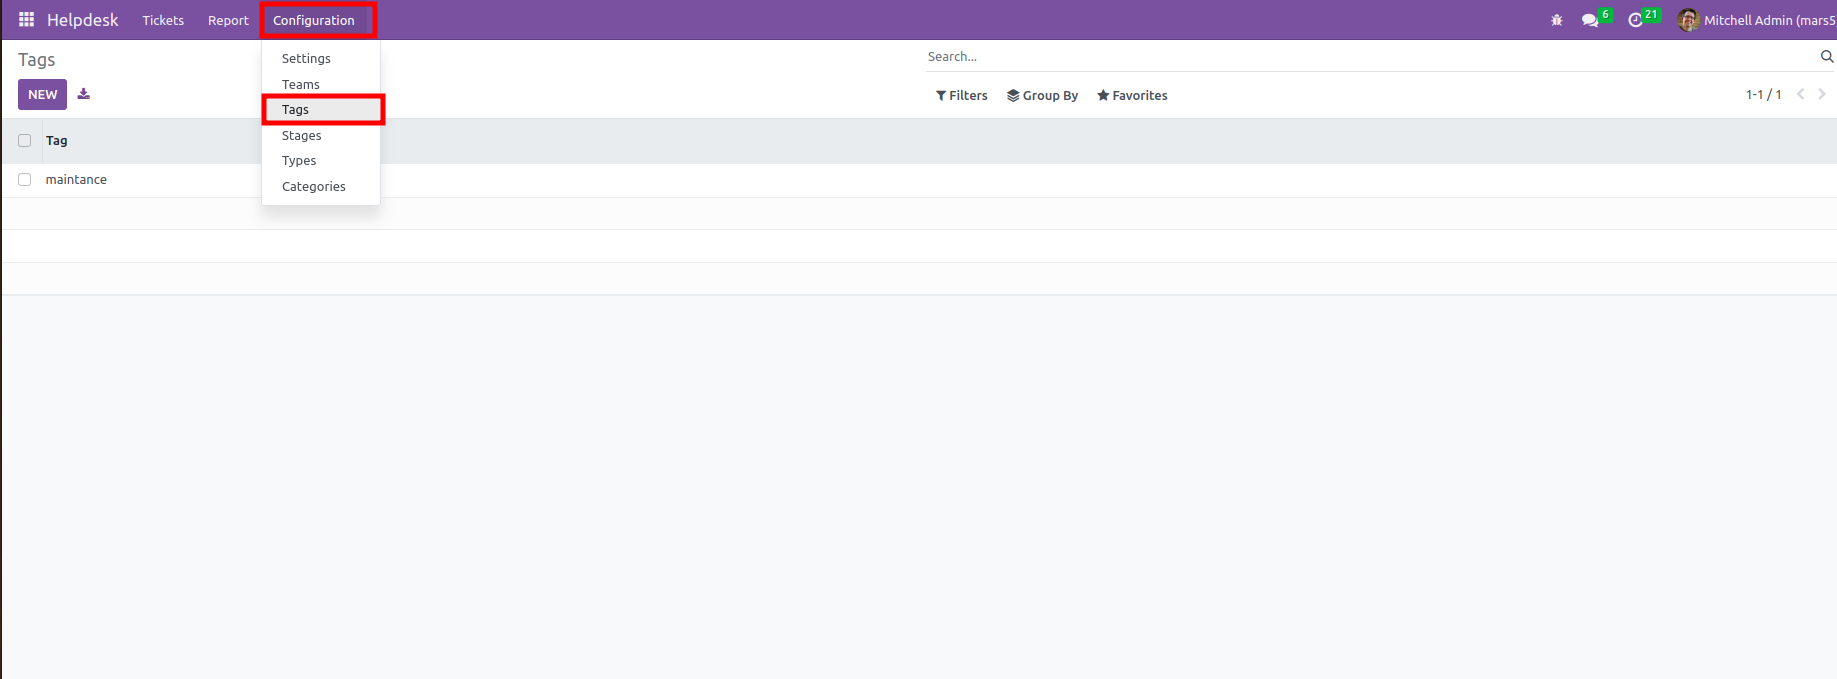 Helpdesk Tickets Report Configuration 6 21 Mitchell Admin (mars5
Tags
Search...
NEW
Filters Group By Favorites 1-1 / 1
Settings
Teams
Tags
Stages
Types
Categories
Tag
maintance